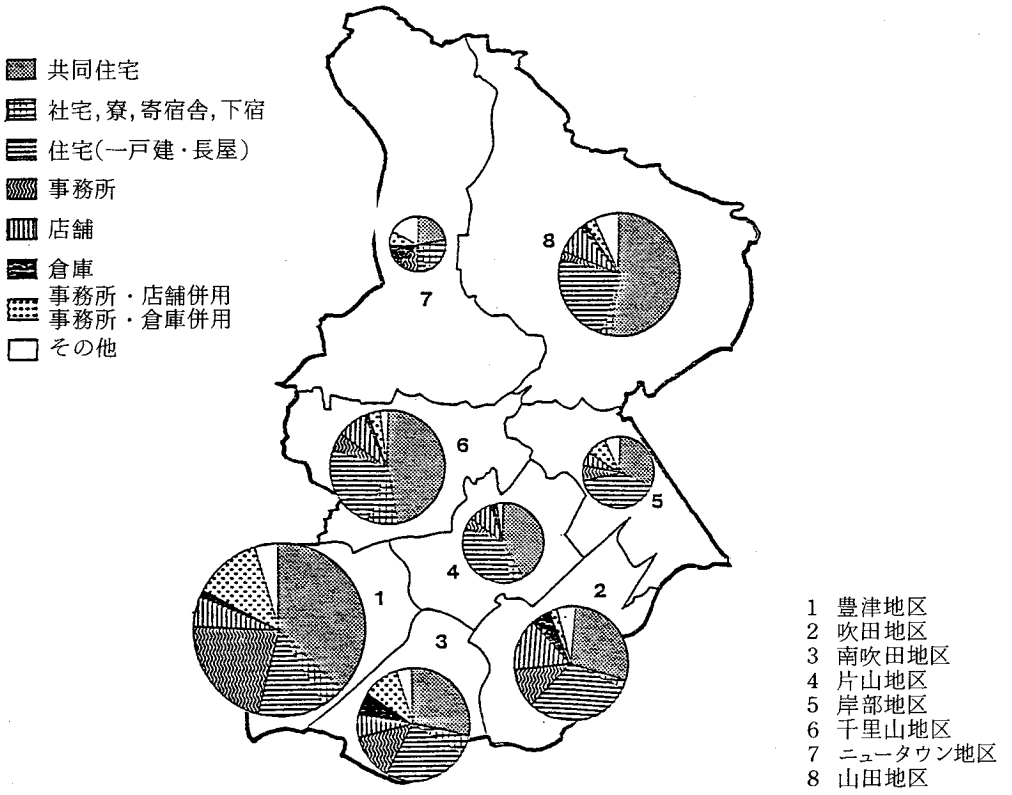 共同住宅
社宅,寮,寄宿舎,下宿
住宅(一戸建・長屋)
事務所
店舗
倉庫
事務所・店舗併用
事務所・倉庫併用
その他
8
7
6
5
4
2
1
3
1 豊津地区
2 吹田地区
3 南吹田地区
4 片山地区
5 岸部地区
6 千里山地区
7 ニュータウン地区
8 山田地区